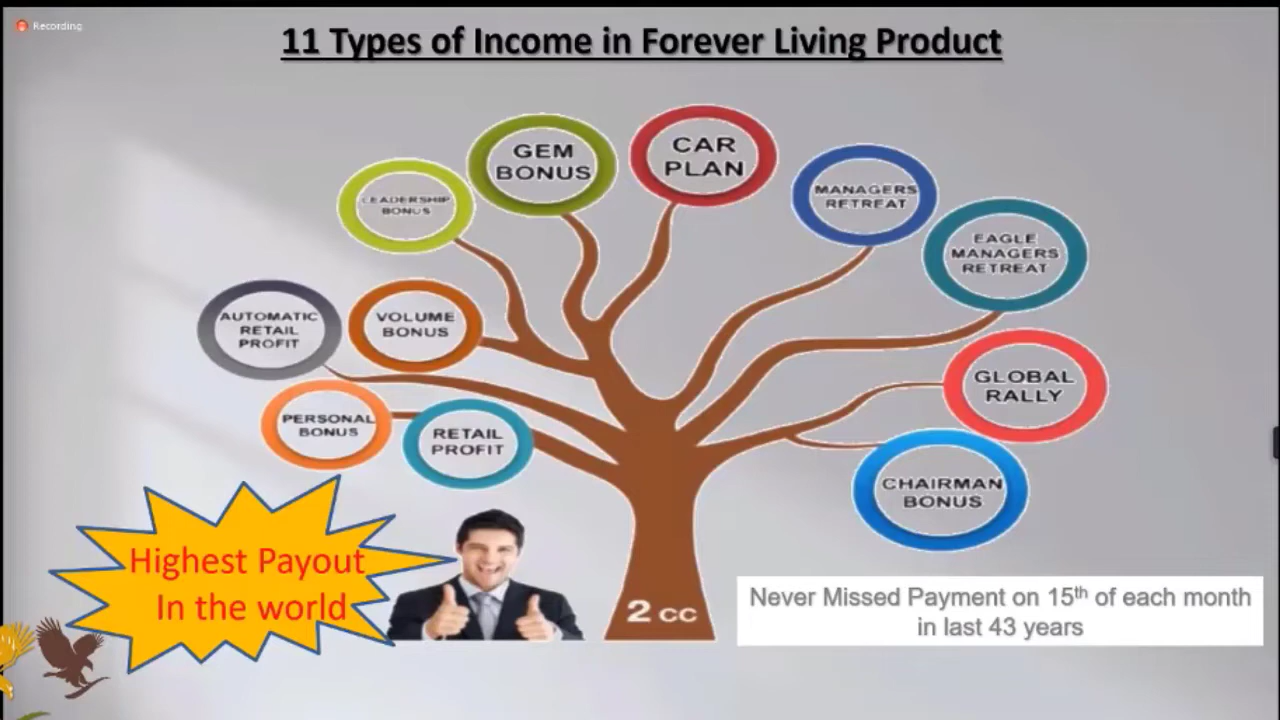 Recording
11 Types of Income in Forever Living Product
GEM
BONUS
CAR
PLAN
LEADERSHIP
BONUS
MANAGERS
RETREAT
EAGLE
MANAGERS
RETREAT
AUTOMATIC
RETAIL
PROFIT
VOLUME
BONUS
GLOBAL
RALLY
PERSONAL
BONUS
RETAIL
PROFIT
CHAIRMAN
BONUS
Highest Payout
In the world
2 cc
Never Missed Payment on 15th of each month
in last 43 years